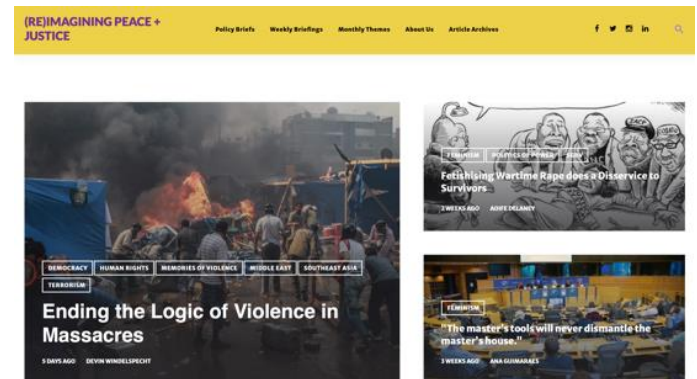 (RE)IMAGINING PEACE +
JUSTICE
Policy Briefs Weekly Briefings Monthly Themes About Us Article Archives
DEMOCRACY HUMAN RIGHTS MEMORIES OF VIOLENCE MIDDLE EAST SOUTHEAST ASIA
TERRORISM
Ending the Logic of Violence in
Massacres
5 DAYS AGO DEVIN WINDELSPECHT
FEMINISM POLITICS OF POWER
Fetishising Wartime Rape does a Disservice to
Survivors
2 WEEKS AGO AOIFE DELANEY
FEMINISM
"The master's tools will never dismantle the
master's house."
3 WEEKS AGO ANA GUIMARAES